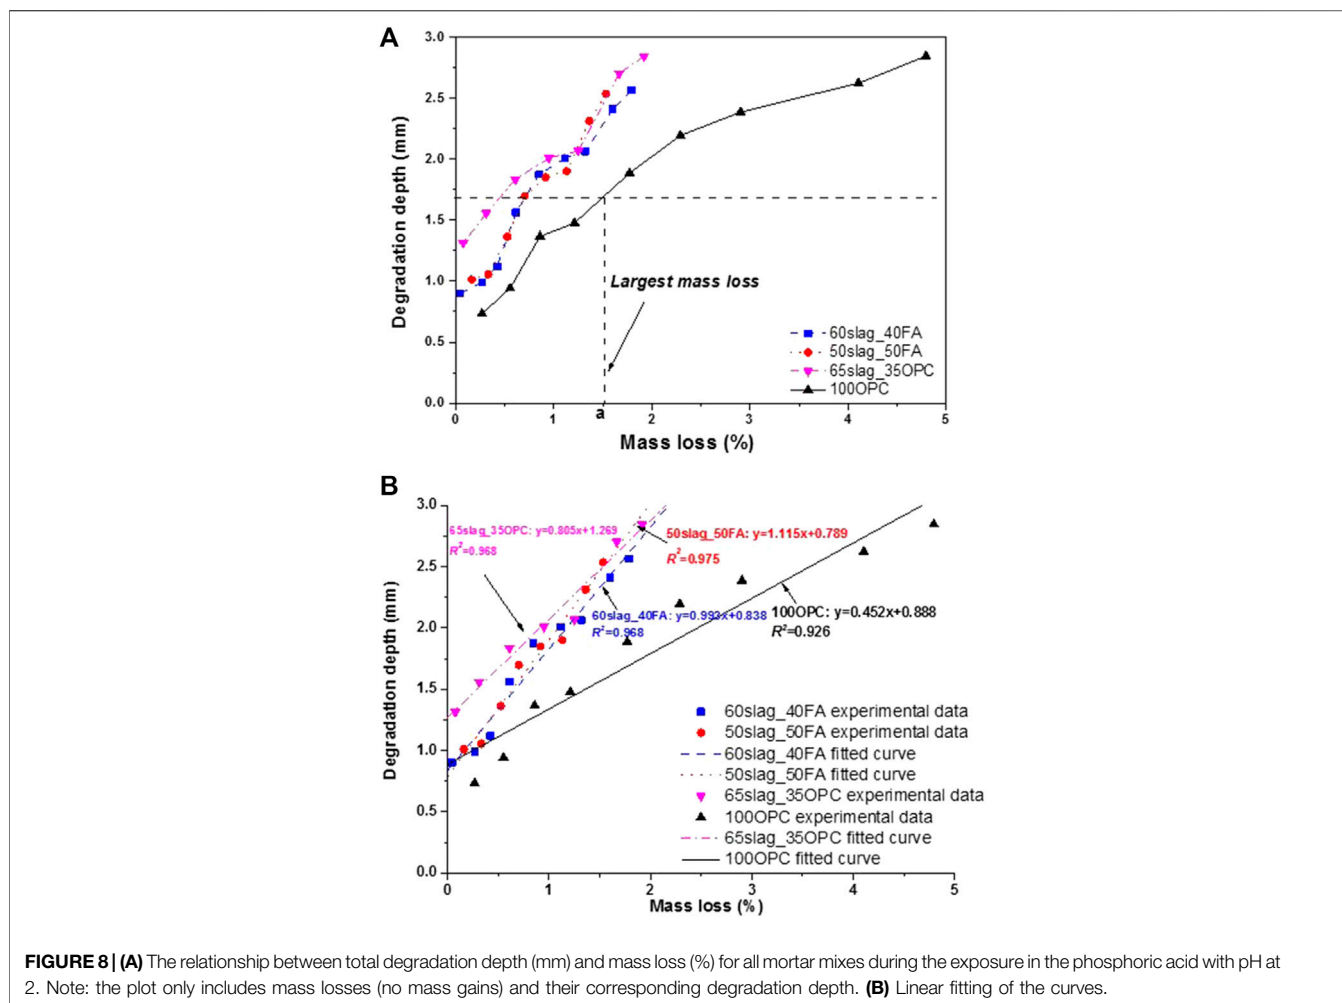 A
3.0
2.5
2.0
1.5
1.0
0.5
0.0
Degradation depth (mm)
Largest mass loss
60slag_40FA
50slag_50FA
65slag_35OPC
100OPC
0
1
a
2
3
4
5
Mass loss (%)
B
3.0
2.5
2.0
1.5
1.0
0.5
0.0
Degradation depth (mm)
65slag_35OPC: y=0.805x+1.269
R²=0.968
50slag_50FA: y=1.115x+0.789
R²=0.975
60slag_40FA: y=0.993x+0.838
R²=0.968
100OPC: y=0.452x+0.888
R²=0.926
60slag_40FA experimental data
50slag_50FA experimental data
60slag_40FA fitted curve
50slag_50FA fitted curve
65slag_35OPC experimental data
100OPC experimental data
65slag_35OPC fitted curve
100OPC fitted curve
0
1
2
3
4
5
Mass loss (%)
FIGURE 8 | (A) The relationship between total degradation depth (mm) and mass loss (%) for all mortar mixes during the exposure in the phosphoric acid with pH at
2. Note: the plot only includes mass losses (no mass gains) and their corresponding degradation depth. (B) Linear fitting of the curves.